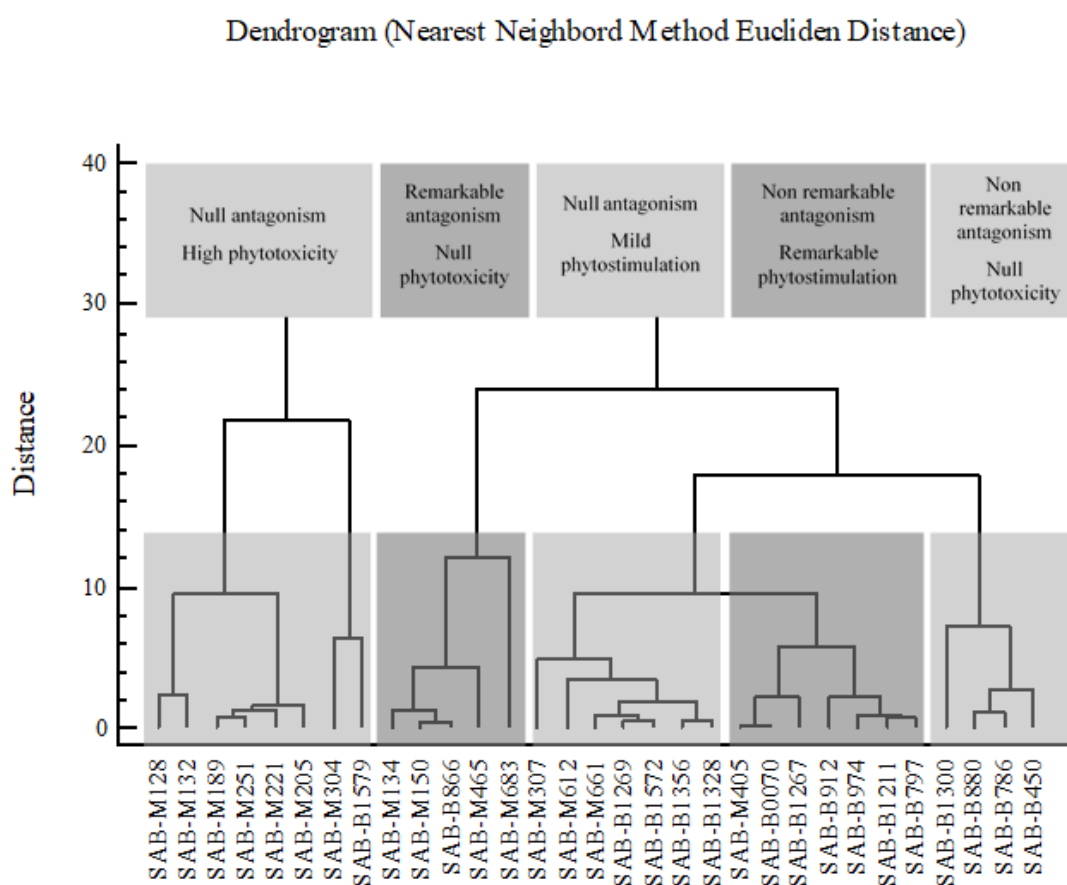 Dendrogram (Nearest Neighbord Method Eucliden Distance)
Distance
40
30
20
10
0
Null antagonism
High phytotoxicity
Remarkable
antagonism
Null
phytotoxicity
Null antagonism
Mild
phytostimulation
Non remarkable
antagonism
Remarkable
phytostimulation
Non
remarkable
antagonism
Null
phytotoxicity
SAB-M128
SAB-M132
SAB-M189
SAB-M251
SAB-M221
SAB-M205
SAB-M304
SAB-B1579
SAB-M134
SAB-M150
SAB-B866
SAB-M465
SAB-M683
SAB-M307
SAB-M612
SAB-M661
SAB-B1269
SAB-B1572
SAB-B1356
SAB-B1328
SAB-M405
SAB-B0070
SAB-B1267
SAB-B912
SAB-B974
SAB-B1211
SAB-B797
SAB-B1300
SAB-B880
SAB-B786
SAB-B450